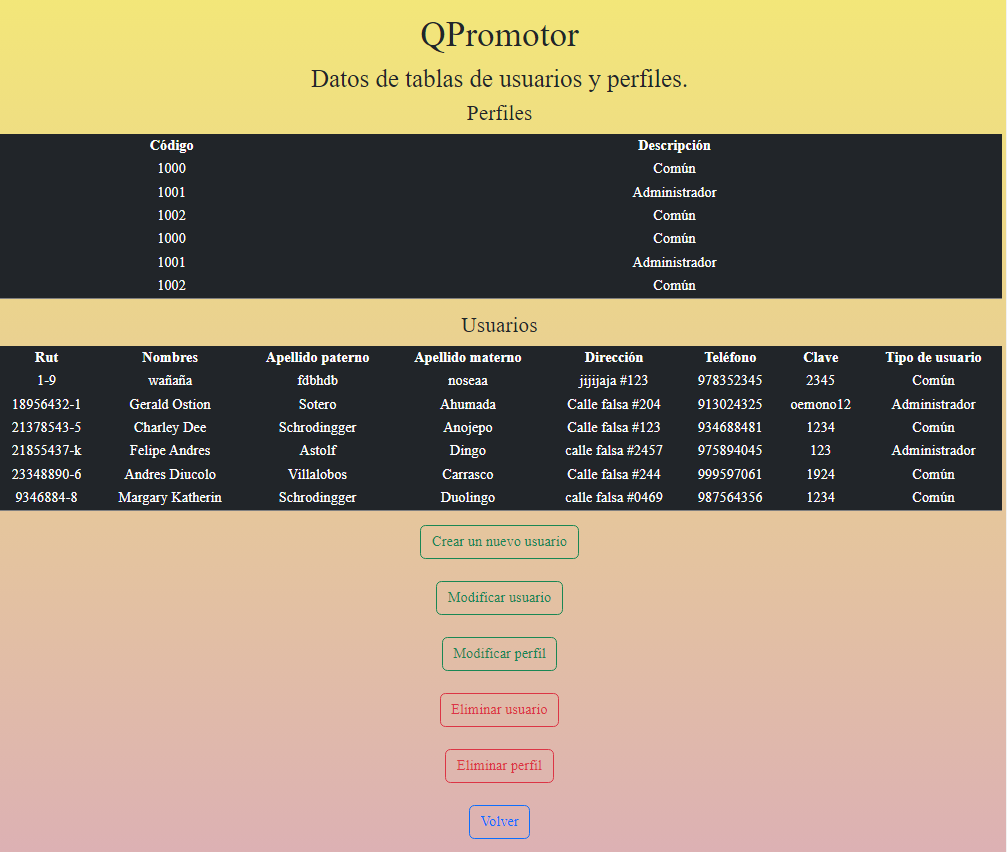 QPromotor
Datos de tablas de usuarios y perfiles.
Perfiles
Código Descripción
1000 Común
1001 Administrador
1002 Común
1000 Común
1001 Administrador
1002 Común
Usuarios
Rut Nombres Apellido paterno Apellido materno Dirección Teléfono Clave Tipo de usuario
1-9 wañaña fdbhdb noseaa jijijaja #123 978352345 2345 Común
18956432-1 Gerald Ostion Sotero Ahumada Calle falsa #204 913024325 oemono12 Administrador
21378543-5 Charley Dee Schrodingger Anojepo Calle falsa #123 934688481 1234 Común
21855437-k Felipe Andres Astolf Dingo calle falsa #2457 975894045 123 Administrador
23348890-6 Andres Diucolo Villalobos Carrasco Calle falsa #244 999597061 1924 Común
9346884-8 Margary Katherin Schrodingger Duolingo calle falsa #0469 987564356 1234 Común
Crear un nuevo usuario
Modificar usuario
Modificar perfil
Eliminar usuario
Eliminar perfil
Volver